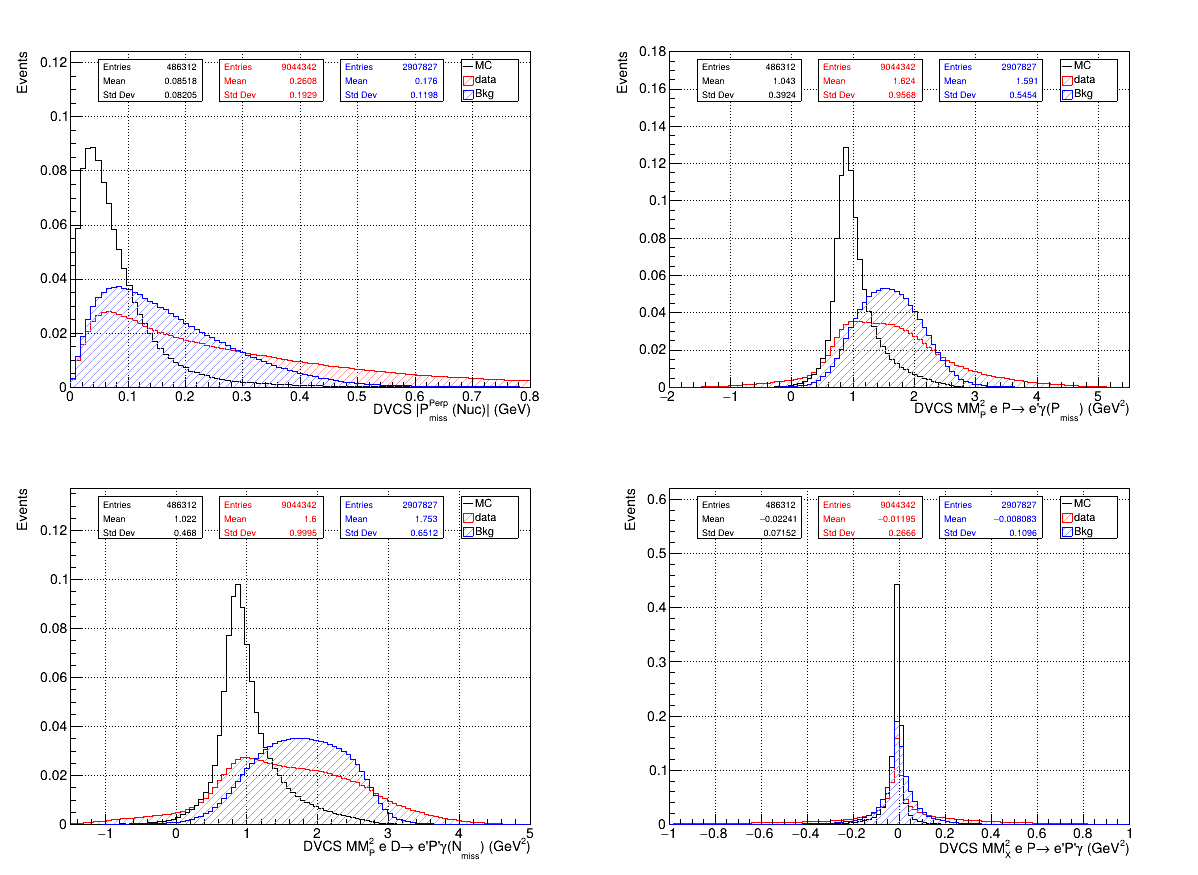 Events
0.12
0.1
0.08
0.06
0.04
0.02
0
Entries 486312
Mean 0.08518
Std Dev 0.08205
Entries 9044342
Mean 0.2608
Std Dev 0.1929
Entries 2907827
Mean 0.176
Std Dev 0.1198
MC
data
Bkg
0 0.1 0.2 0.3 0.4 0.5 0.6 0.7 0.8
DVCS |P^Perp_miss (Nuc)| (GeV)
Events
0.18
0.16
0.14
0.12
0.1
0.08
0.06
0.04
0.02
0
Entries 486312
Mean 1.043
Std Dev 0.3924
Entries 9044342
Mean 1.624
Std Dev 0.9568
Entries 2907827
Mean 1.591
Std Dev 0.5454
MC
data
Bkg
−2 −1 0 1 2 3 4 5
DVCS MM²_P e P→ e'γ(P_miss) (GeV²)
Events
0.12
0.1
0.08
0.06
0.04
0.02
0
Entries 486312
Mean 1.022
Std Dev 0.468
Entries 9044342
Mean 1.6
Std Dev 0.9995
Entries 2907827
Mean 1.753
Std Dev 0.6512
MC
data
Bkg
−1 0 1 2 3 4 5
DVCS MM²_P e D→ e'P'γ(N_miss) (GeV²)
Events
0.6
0.5
0.4
0.3
0.2
0.1
0
Entries 486312
Mean −0.02241
Std Dev 0.07152
Entries 9044342
Mean −0.01195
Std Dev 0.2666
Entries 2907827
Mean −0.008083
Std Dev 0.1096
MC
data
Bkg
−1 −0.8 −0.6 −0.4 −0.2 0 0.2 0.4 0.6 0.8 1
DVCS MM²_X e P→ e'P'γ (GeV²)